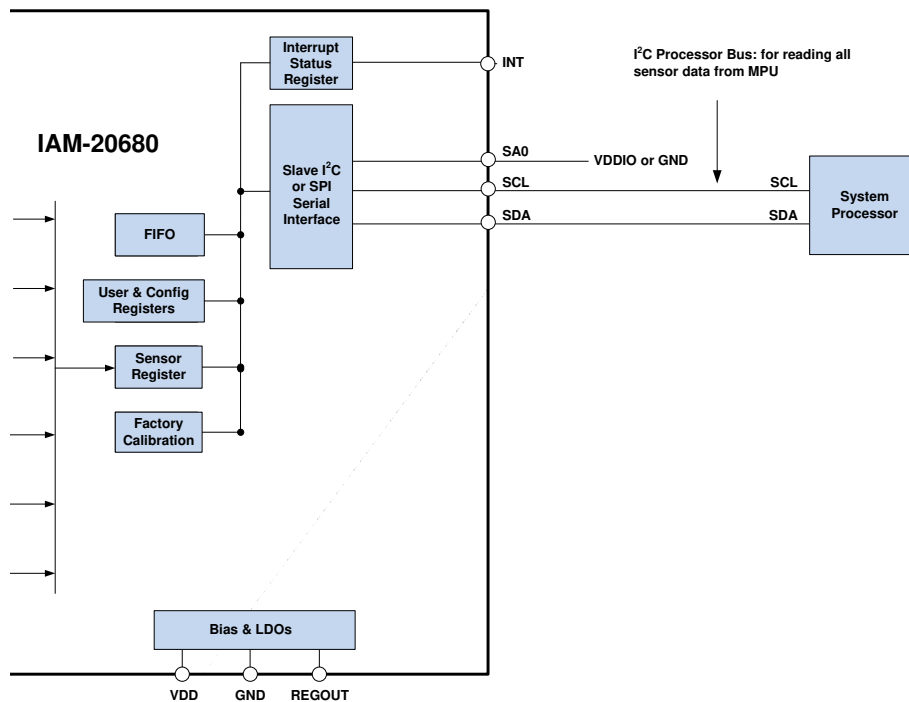 Interrupt
Status
Register
INT
I²C Processor Bus: for reading all
sensor data from MPU
IAM-20680
Slave I²C
or SPI
Serial
Interface
SA0
VDDIO or GND
SCL
SCL
SDA
SDA
System
Processor
FIFO
User & Config
Registers
Sensor
Register
Factory
Calibration
Bias & LDOs
VDD
GND
REGOUT